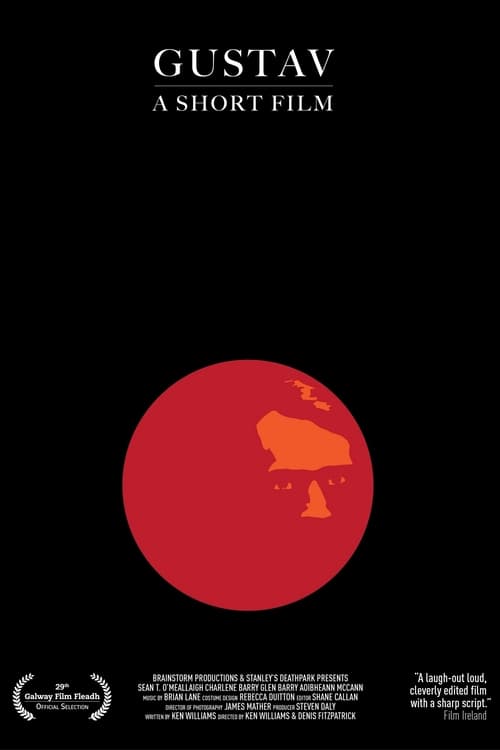 GUSTAV
A SHORT FILM
29th
Galway Film Fleadh
OFFICIAL SELECTION
BRAINSTORM PRODUCTIONS & STANLEY'S DEATHPARK PRESENTS
SEAN T. O'MEALLAIGH CHARLENE BARRY GLEN BARRY AOIBHEANN MCCANN
MUSIC BY BRIAN LANE COSTUME DESIGN REBECCA DUITTON EDITOR SHANE CALLAN
DIRECTOR OF PHOTOGRAPHY JAMES MATHER PRODUCER STEVEN DALY
WRITTEN BY KEN WILLIAMS DIRECTED BY KEN WILLIAMS & DENIS FITZPATRICK
"A laugh-out loud,
cleverly edited film
with a sharp script."
Film Ireland